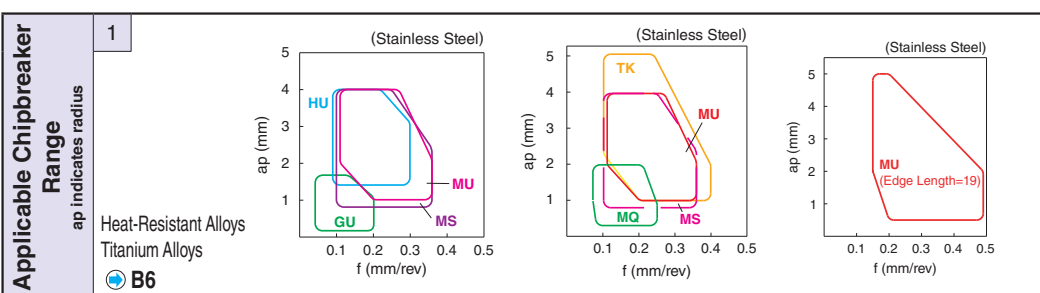 Applicable Chipbreaker
Range
ap indicates radius
1
Heat-Resistant Alloys
Titanium Alloys
B6
(Stainless Steel)
5
4
3
2
1
ap (mm)
HU
GU
MU
MS
0.1 0.2 0.3 0.4 0.5
f (mm/rev)
(Stainless Steel)
5
4
3
2
1
ap (mm)
TK
MU
MQ
MS
0.1 0.2 0.3 0.4 0.5
f (mm/rev)
(Stainless Steel)
5
4
3
2
1
ap (mm)
MU
(Edge Length=19)
0.1 0.2 0.3 0.4 0.5
f (mm/rev)